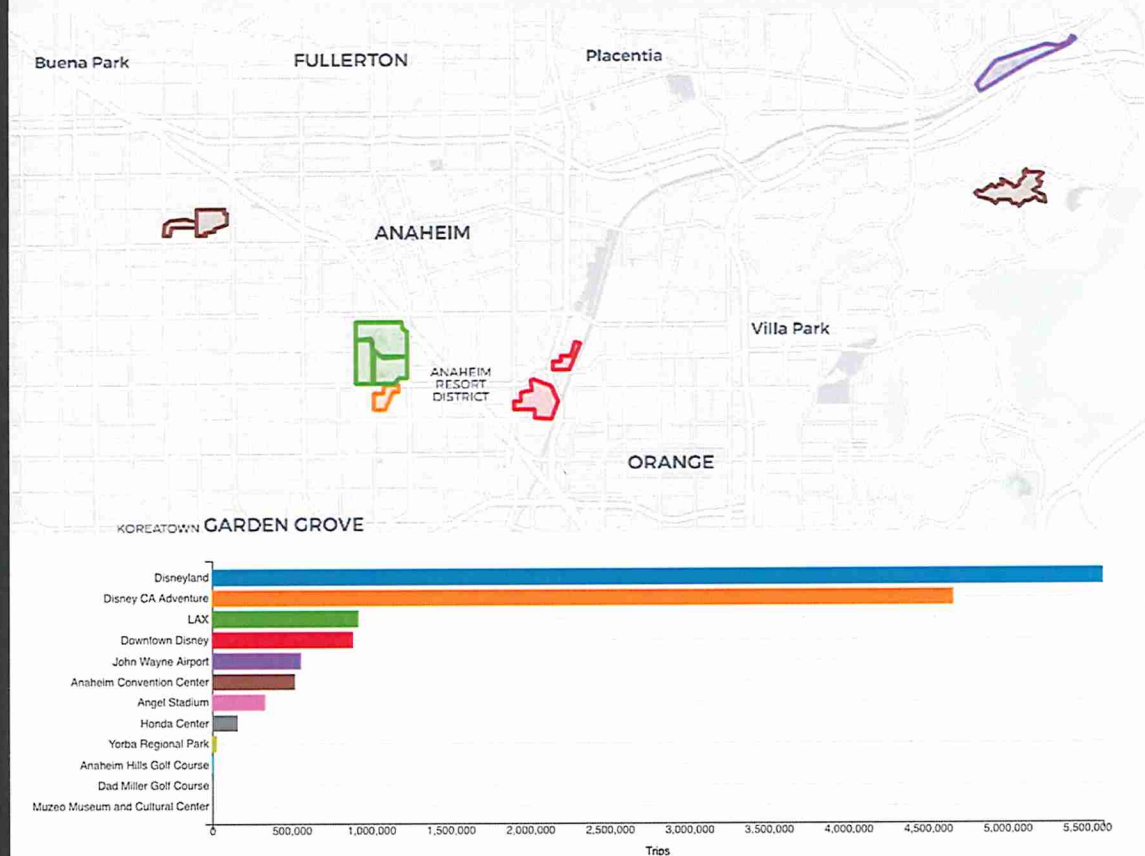 Buena Park
FULLERTON
Placentia
ANAHEIM
Villa Park
ANAHEIM
RESORT
DISTRICT
ORANGE
KOREATOWN GARDEN GROVE
Disneyland
Disney CA Adventure
LAX
Downtown Disney
John Wayne Airport
Anaheim Convention Center
Angel Stadium
Honda Center
Yorba Regional Park
Anaheim Hills Golf Course
Dad Miller Golf Course
Muzeo Museum and Cultural Center
0 500,000 1,000,000 1,500,000 2,000,000 2,500,000 3,000,000 3,500,000 4,000,000 4,500,000 5,000,000 5,500,000
Trips